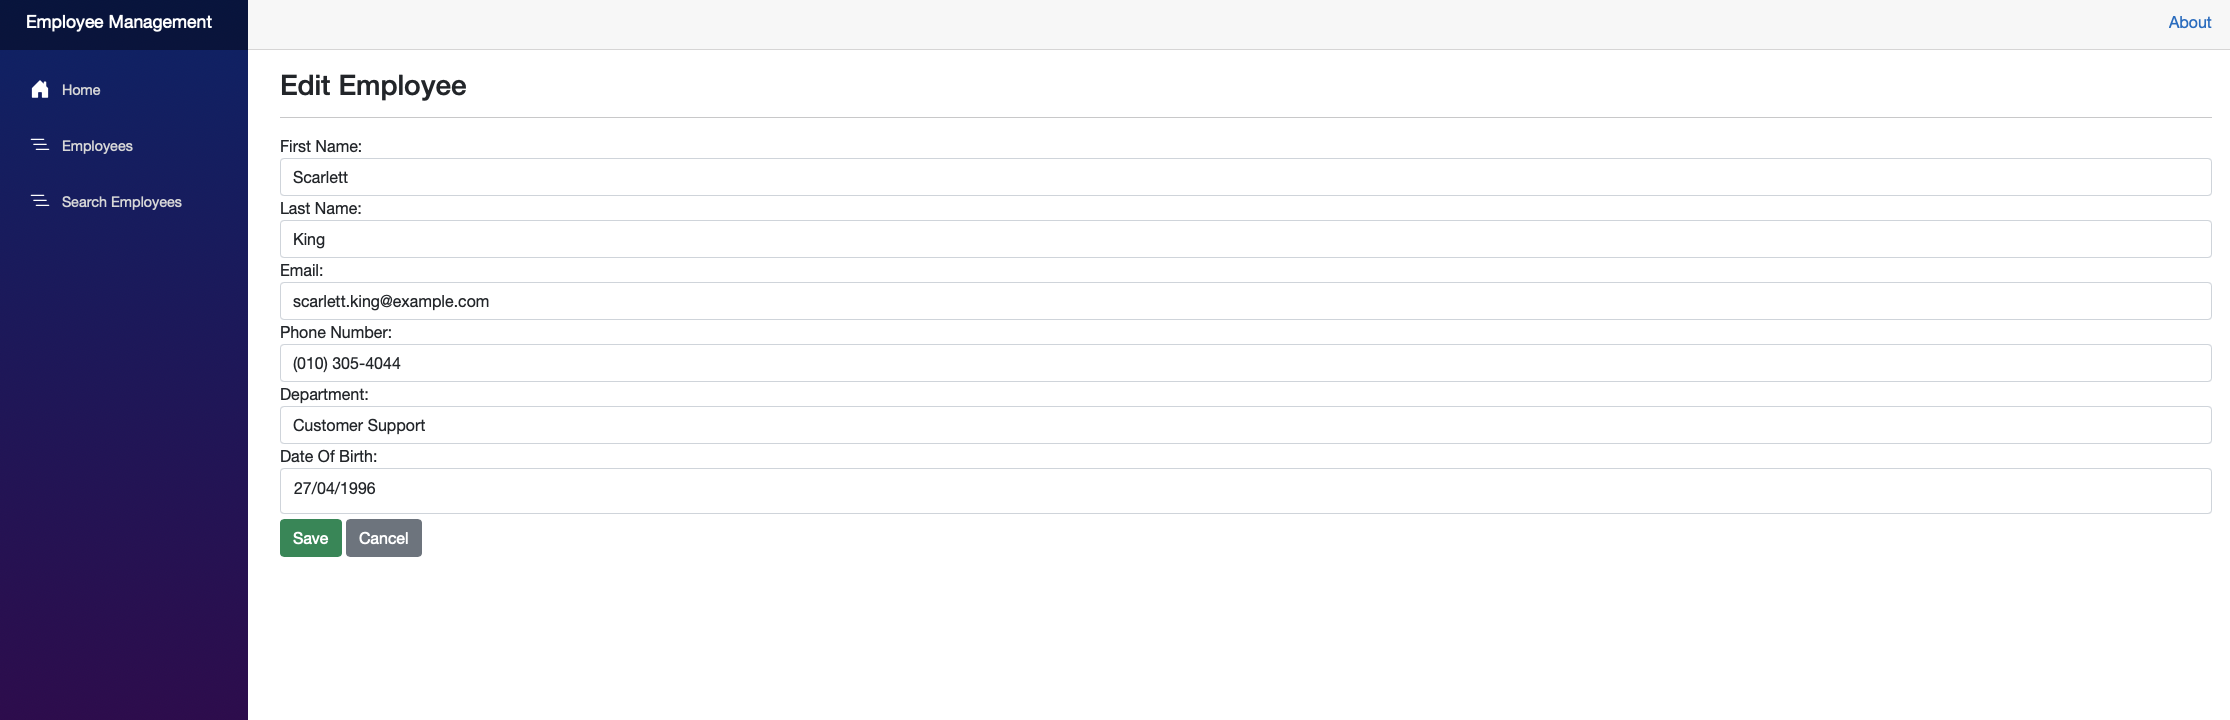 Employee Management
About
Home
Employees
Search Employees
Edit Employee
First Name:
Scarlett
Last Name:
King
Email:
scarlett.king@example.com
Phone Number:
(010) 305-4044
Department:
Customer Support
Date Of Birth:
27/04/1996
Save Cancel